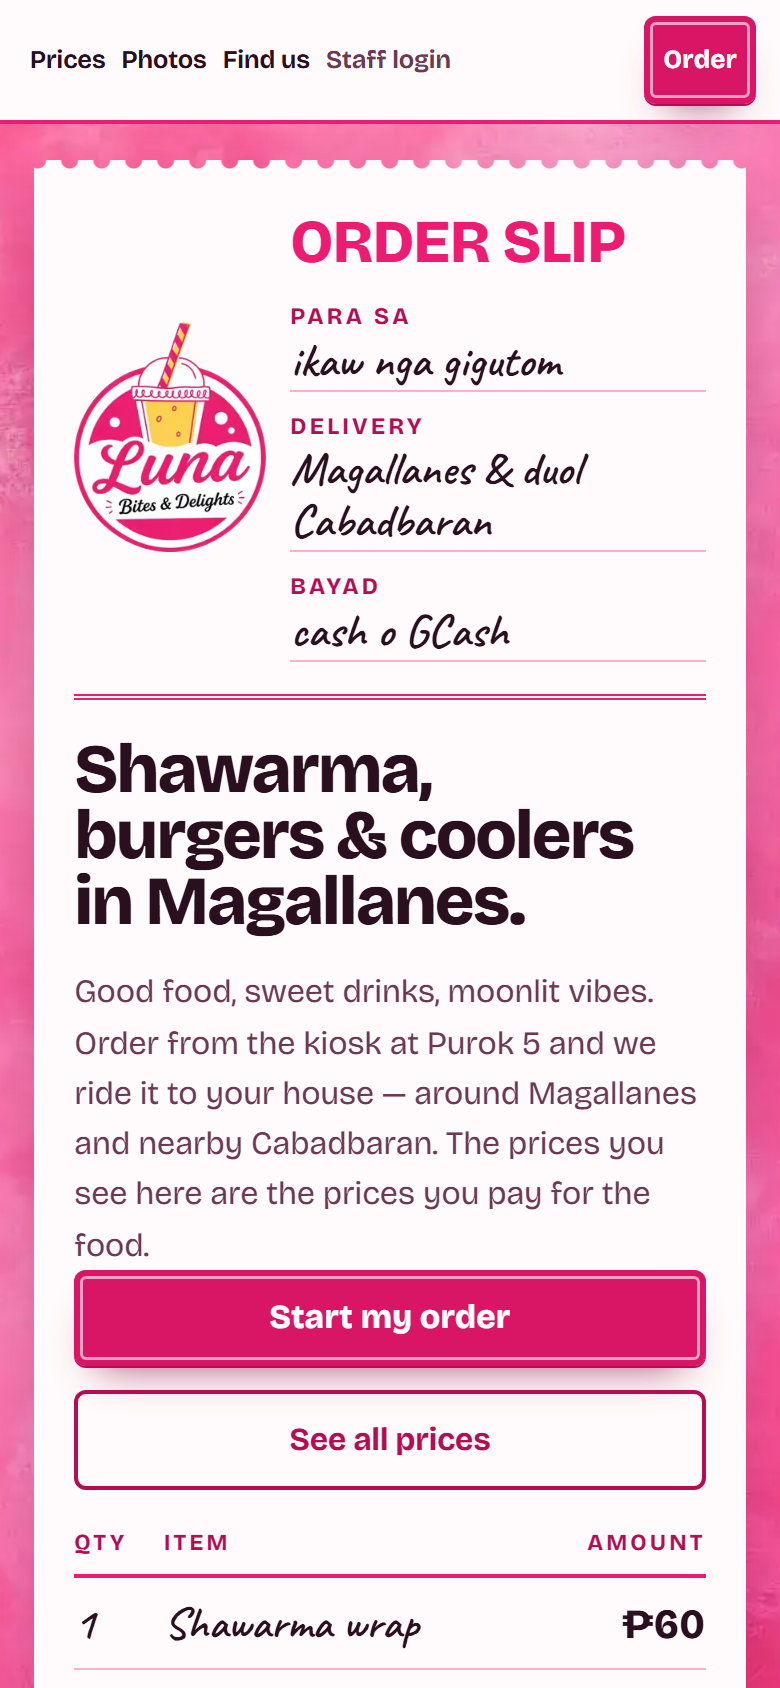 Prices Photos Find us Staff login Order
ORDER SLIP
PARA SA
ikaw nga gigutom
DELIVERY
Magallanes & duol
Cabadbaran
BAYAD
cash o GCash
Luna
Bites & Delights
Shawarma,
burgers & coolers
in Magallanes.
Good food, sweet drinks, moonlit vibes.
Order from the kiosk at Purok 5 and we
ride it to your house — around Magallanes
and nearby Cabadbaran. The prices you
see here are the prices you pay for the
food.
Start my order
See all prices
QTY ITEM AMOUNT
1 Shawarma wrap ₱60